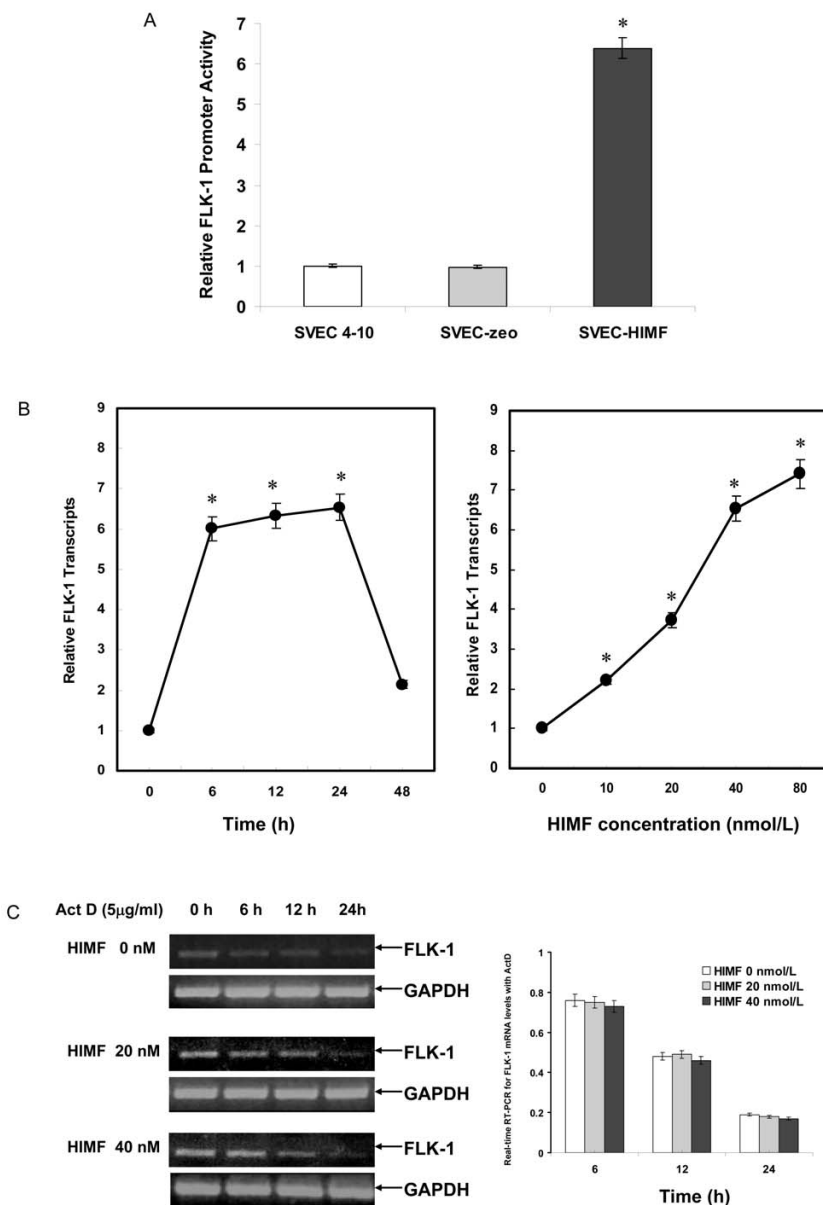 A
Relative FLK-1 Promoter Activity
7
6
5
4
3
2
1
0
*
SVEC 4-10 SVEC-zeo SVEC-HIMF
B
Relative FLK-1 Transcripts
9
8
7
6
5
4
3
2
1
0
* * *
0 6 12 24 48
Time (h)
Relative FLK-1 Transcripts
9
8
7
6
5
4
3
2
1
0
* * * *
0 10 20 40 80
HIMF concentration (nmol/L)
C
Act D (5μg/ml) 0 h 6 h 12 h 24h
HIMF 0 nM
FLK-1
GAPDH
HIMF 20 nM
FLK-1
GAPDH
HIMF 40 nM
FLK-1
GAPDH
Real-time RT-PCR for FLK-1 mRNA levels with ActD
1
0.8
0.6
0.4
0.2
0
HIMF 0 nmol/L
HIMF 20 nmol/L
HIMF 40 nmol/L
6 12 24
Time (h)